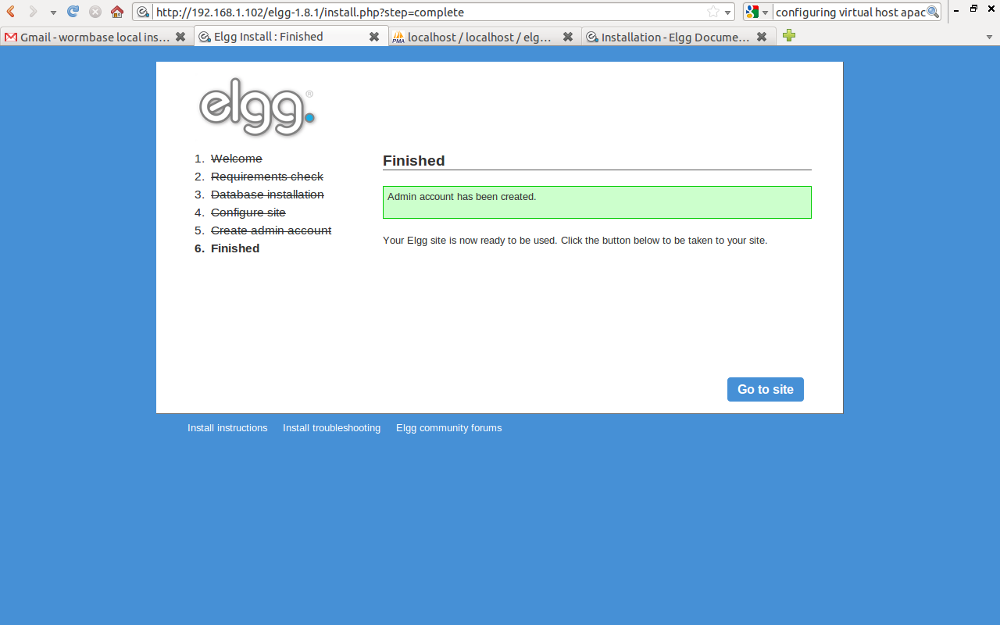 http://192.168.1.102/elgg-1.8.1/install.php?step=complete
configuring virtual host apac
Gmail - wormbase local ins...
Elgg Install : Finished
PMA
localhost / localhost / elg...
Installation - Elgg Docume...
elgg.®
1. Welcome
2. Requirements check
3. Database installation
4. Configure site
5. Create admin account
6. Finished
Finished
Admin account has been created.
Your Elgg site is now ready to be used. Click the button below to be taken to your site.
Go to site
Install instructions
Install troubleshooting
Elgg community forums